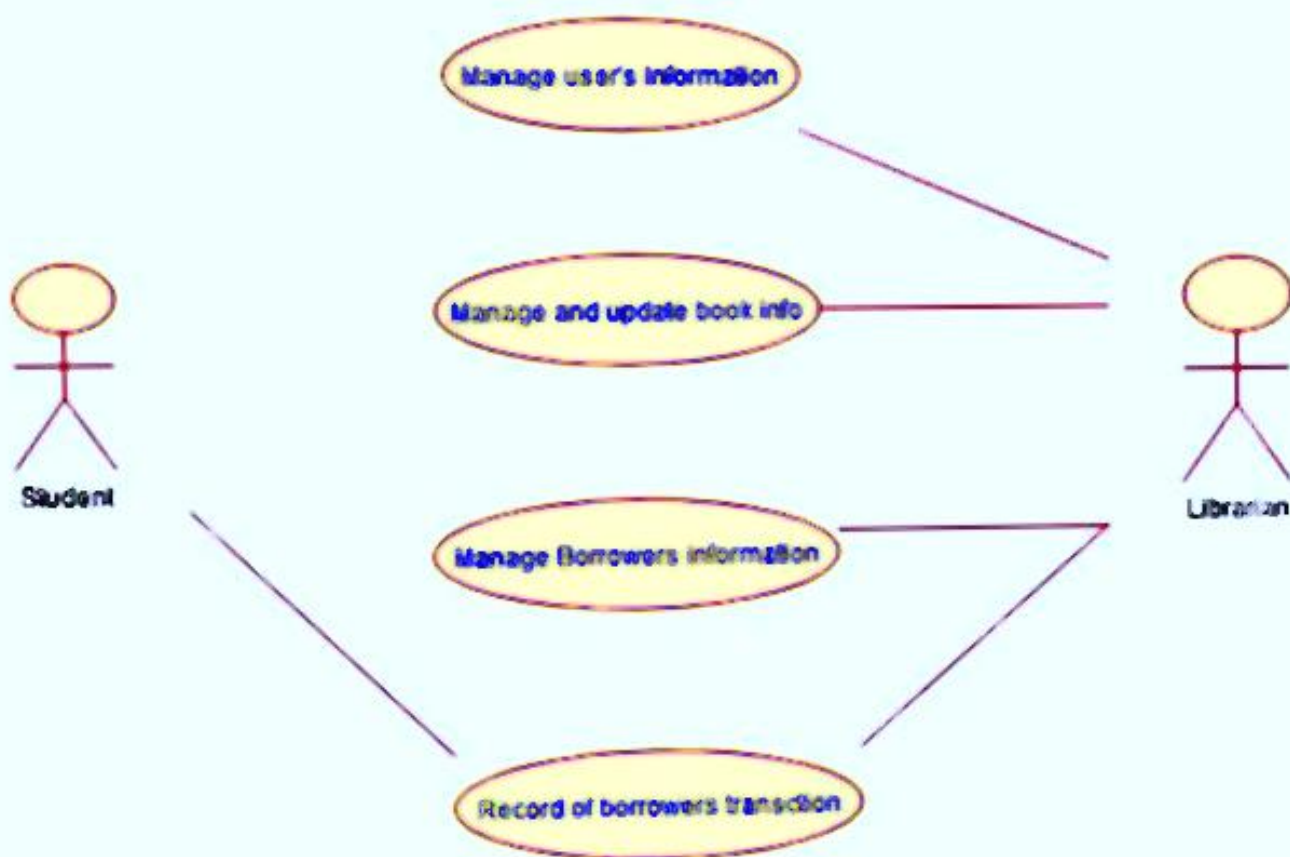 Manage user's Information
Manage and update book info
Student
Librarian
Manage Borrowers information
Record of borrowers transction